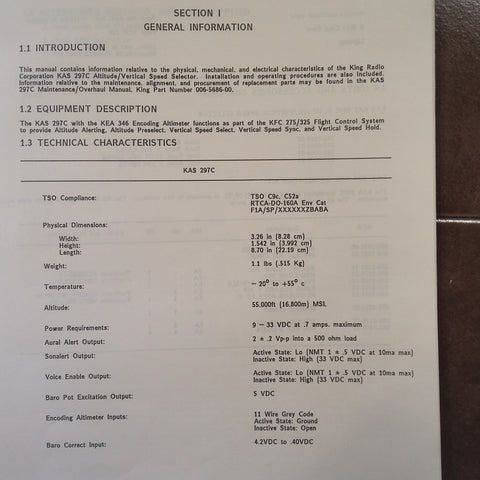 SECTION I
GENERAL INFORMATION
1.1 INTRODUCTION
This manual contains information relative to the physical, mechanical, and electrical characteristics of the King Radio
Corporation KAS 297C Altitude/Vertical Speed Selector. Installation and operating procedures are also included.
Information relative to the maintenance, alignment, and procurement of replacement parts may be found in the KAS
297C Maintenance/Overhaul Manual, King Part Number 006-5686-00.
1.2 EQUIPMENT DESCRIPTION
The KAS 297C with the KEA 346 Encoding Altimeter functions as part of the KFC 275/325 Flight Control System
to provide Altitude Alerting, Altitude Preselect, Vertical Speed Select, Vertical Speed Sync, and Vertical Speed Hold.
1.3 TECHNICAL CHARACTERISTICS
KAS 297C
TSO Compliance: TSO C9c, C52a
RTCA-DO-160A Env Cat
F1A/SP/XXXXXXZBABA
Physical Dimensions:
Width: 3.26 in (8.28 cm)
Height: 1.542 in (3.992 cm)
Length: 8.70 in (22.19 cm)
Weight: 1.1 lbs (.515 Kg)
Temperature: - 20° to +55° c
Altitude: 55,000ft (16,800m) MSL
Power Requirements: 9 - 33 VDC at .7 amps. maximum
Aural Alert Output: 2 ± .2 Vp-p into a 500 ohm load
Sonalert Output: Active State: Lo (NMT 1 ± .5 VDC at 10ma max)
Inactive State: High (33 VDC max)
Voice Enable Output: Active State: Lo (NMT 1 ± .5 VDC at 10ma max)
Inactive State: High (33 VDC max)
Baro Pot Excitation Output: 5 VDC
Encoding Altimeter Inputs: 11 Wire Grey Code
Active State: Ground
Inactive State: Open
Baro Correct Input: 4.2VDC to .40VDC